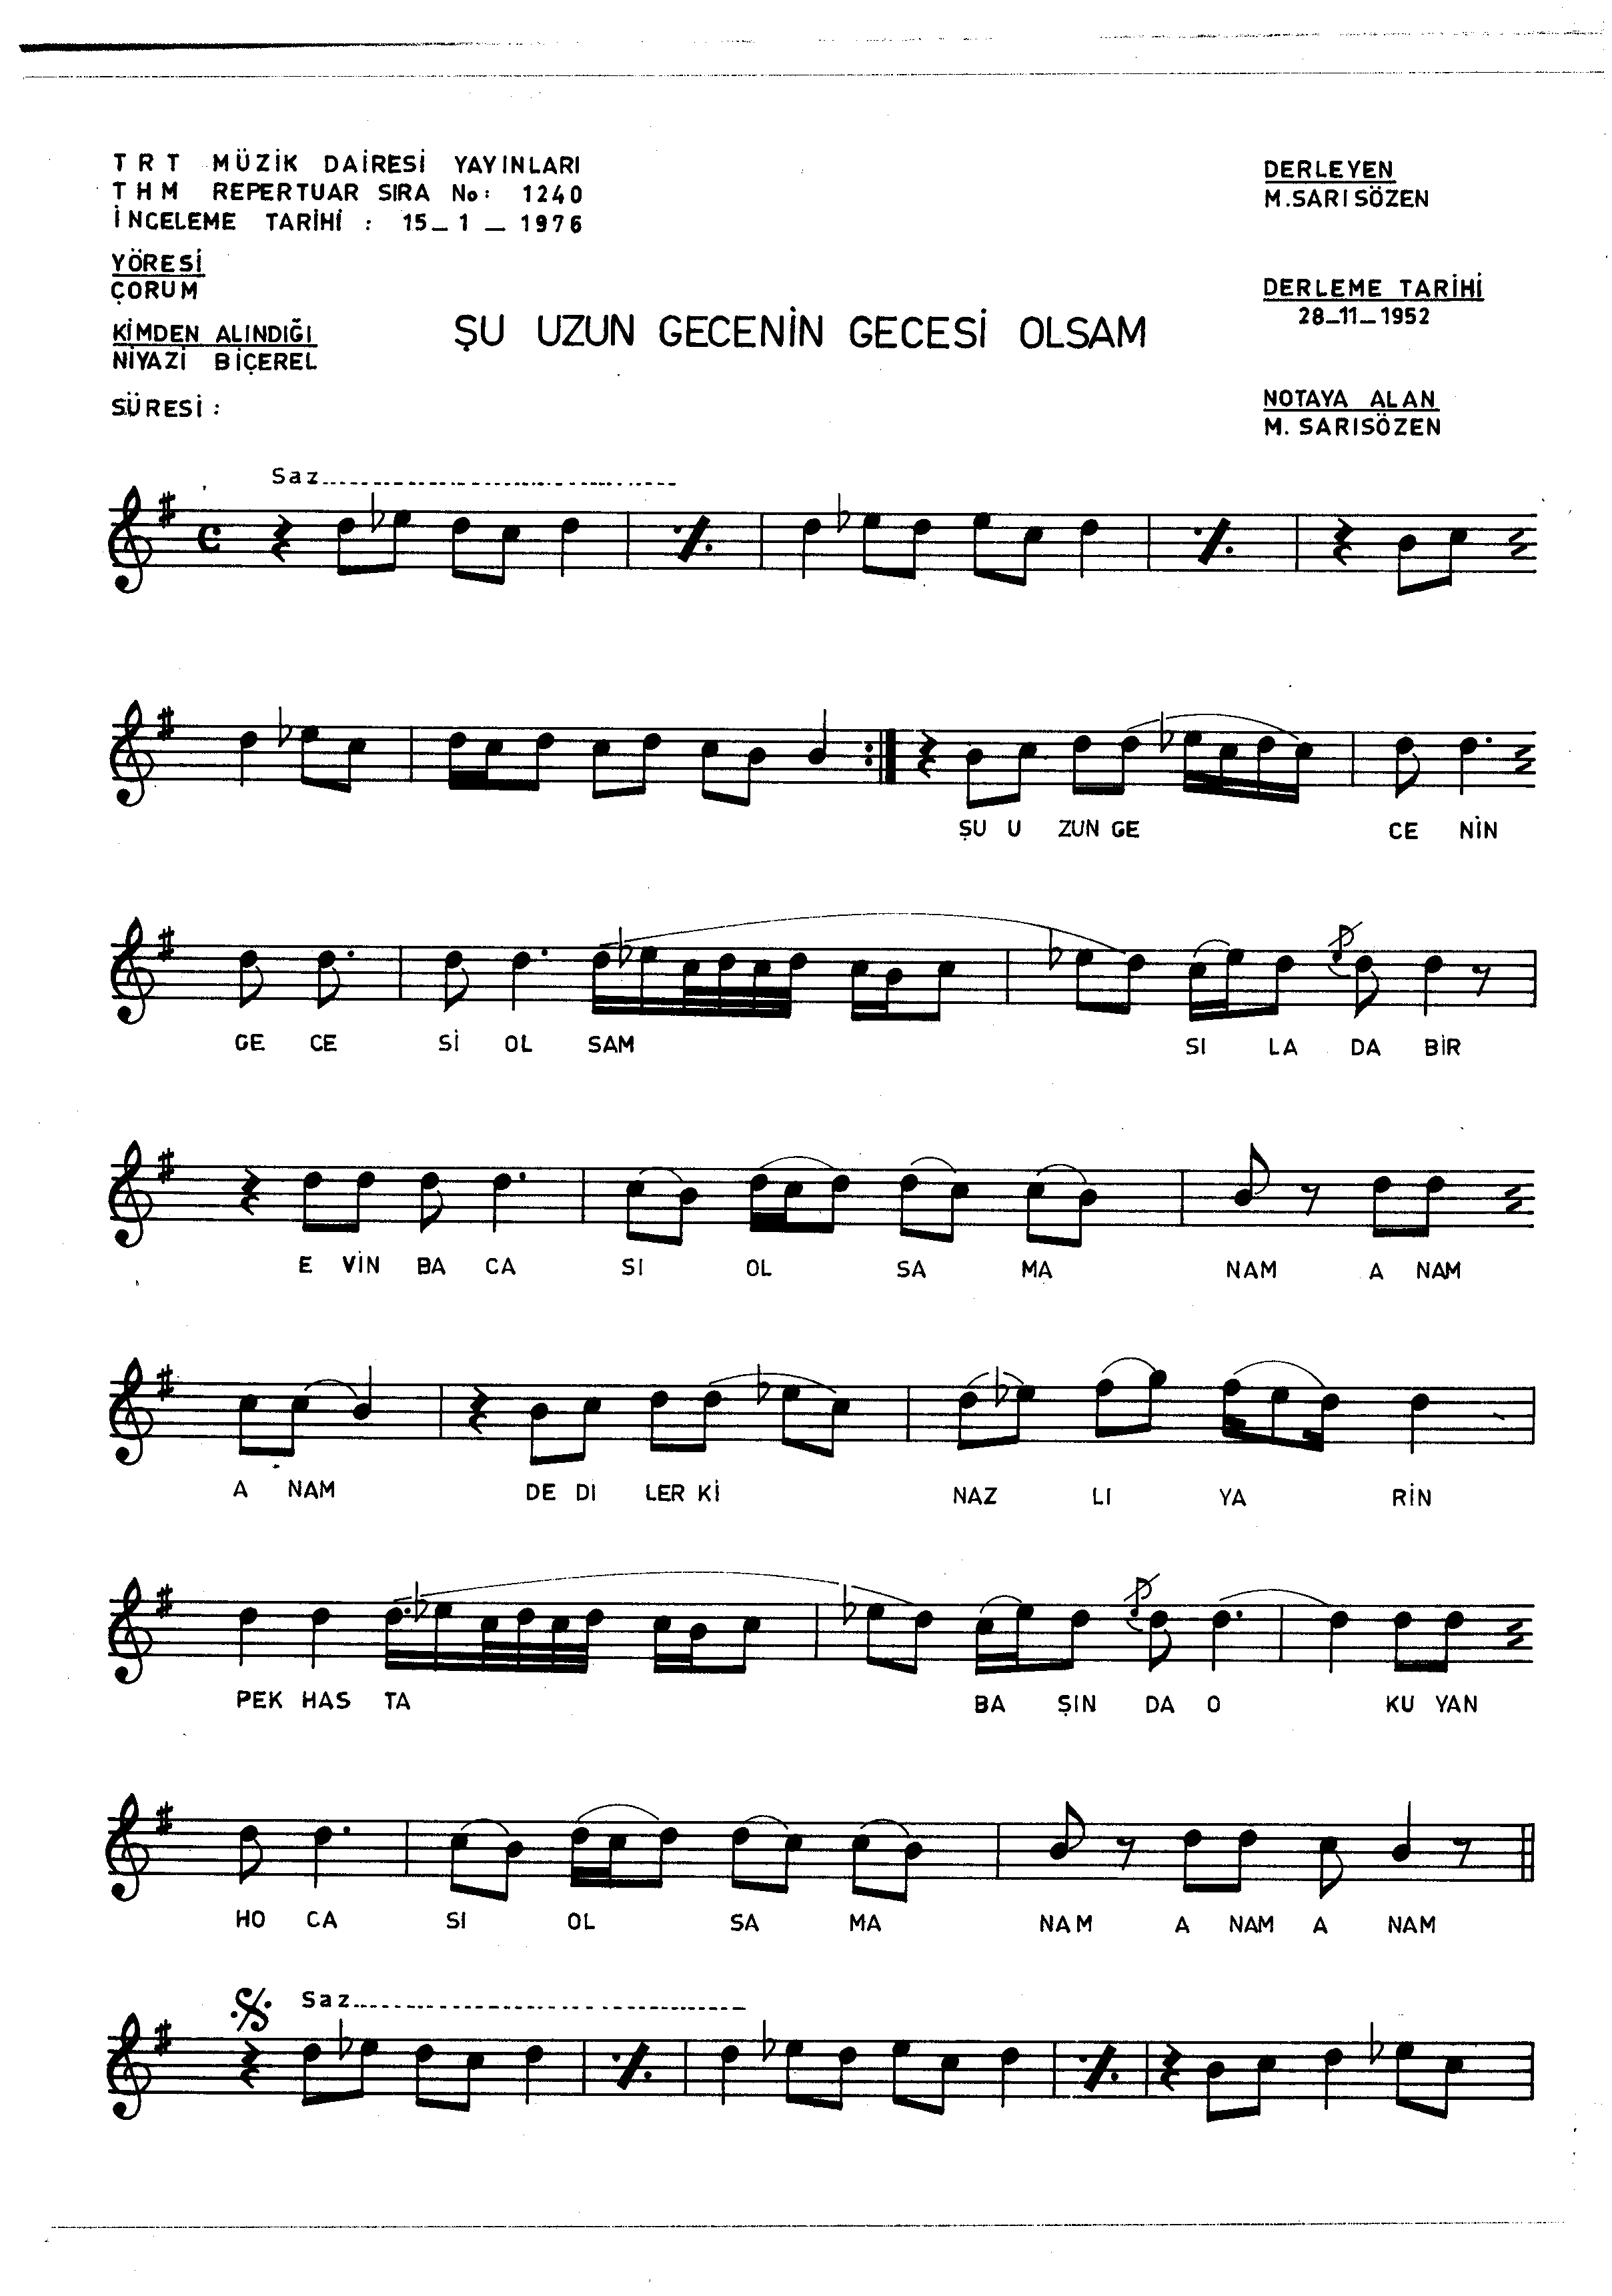 TRT MÜZİK DAİRESİ YAYINLARI
THM REPERTUAR SIRA No: 1240
İNCELEME TARİHİ : 15_1_1976
DERLEYEN
M.SARISÖZEN
YÖRESİ
ÇORUM
DERLEME TARİHİ
28_11_1952
KİMDEN ALINDIĞI
NİYAZİ BİÇEREL
ŞU UZUN GECENİN GECESİ OLSAM
SÜRESİ :
NOTAYA ALAN
M. SARISÖZEN
Saz
ŞU U ZUN GE CE NİN
GE CE Sİ OL SAM SI LA DA BİR
E VİN BA CA SI OL SA MA NAM A NAM
A NAM DE DI LER Kİ NAZ LI YA RİN
PEK HAS TA BA ŞIN DA O KU YAN
HO CA SI OL SA MA NAM A NAM A NAM
Saz